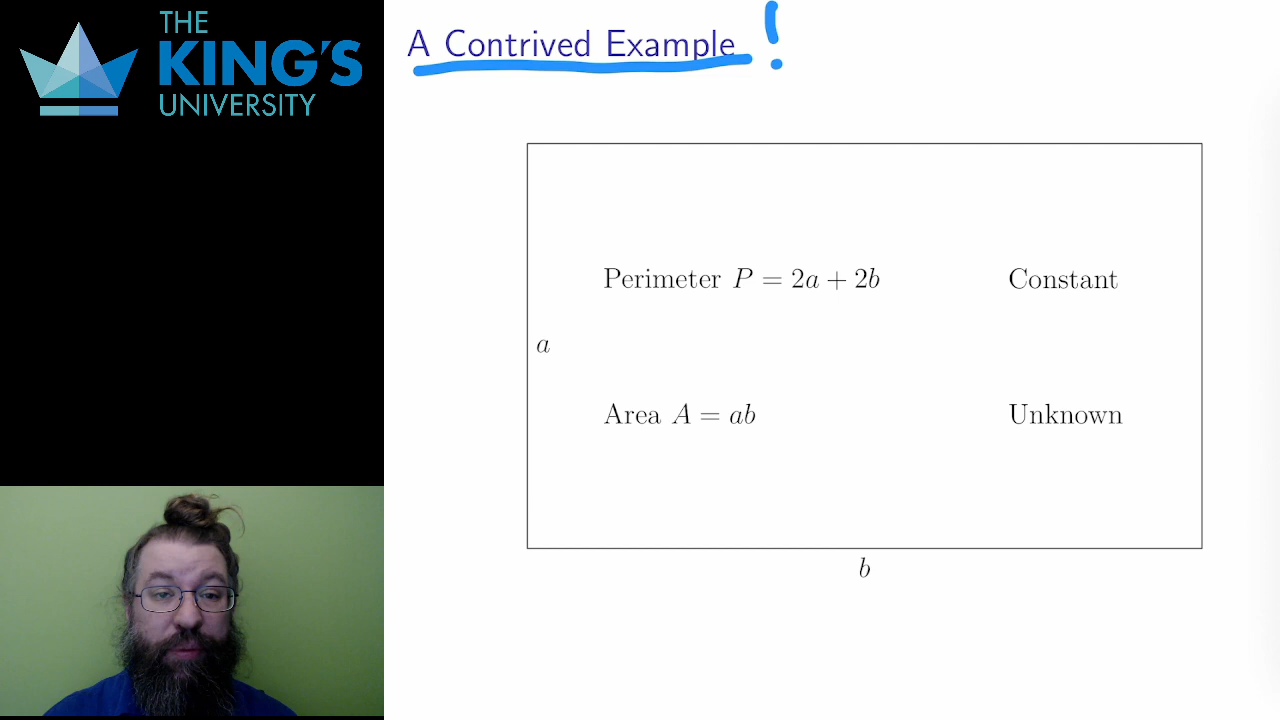 THE
KING'S
UNIVERSITY
A Contrived Example !
Perimeter P = 2a + 2b Constant
a
Area A = ab Unknown
b